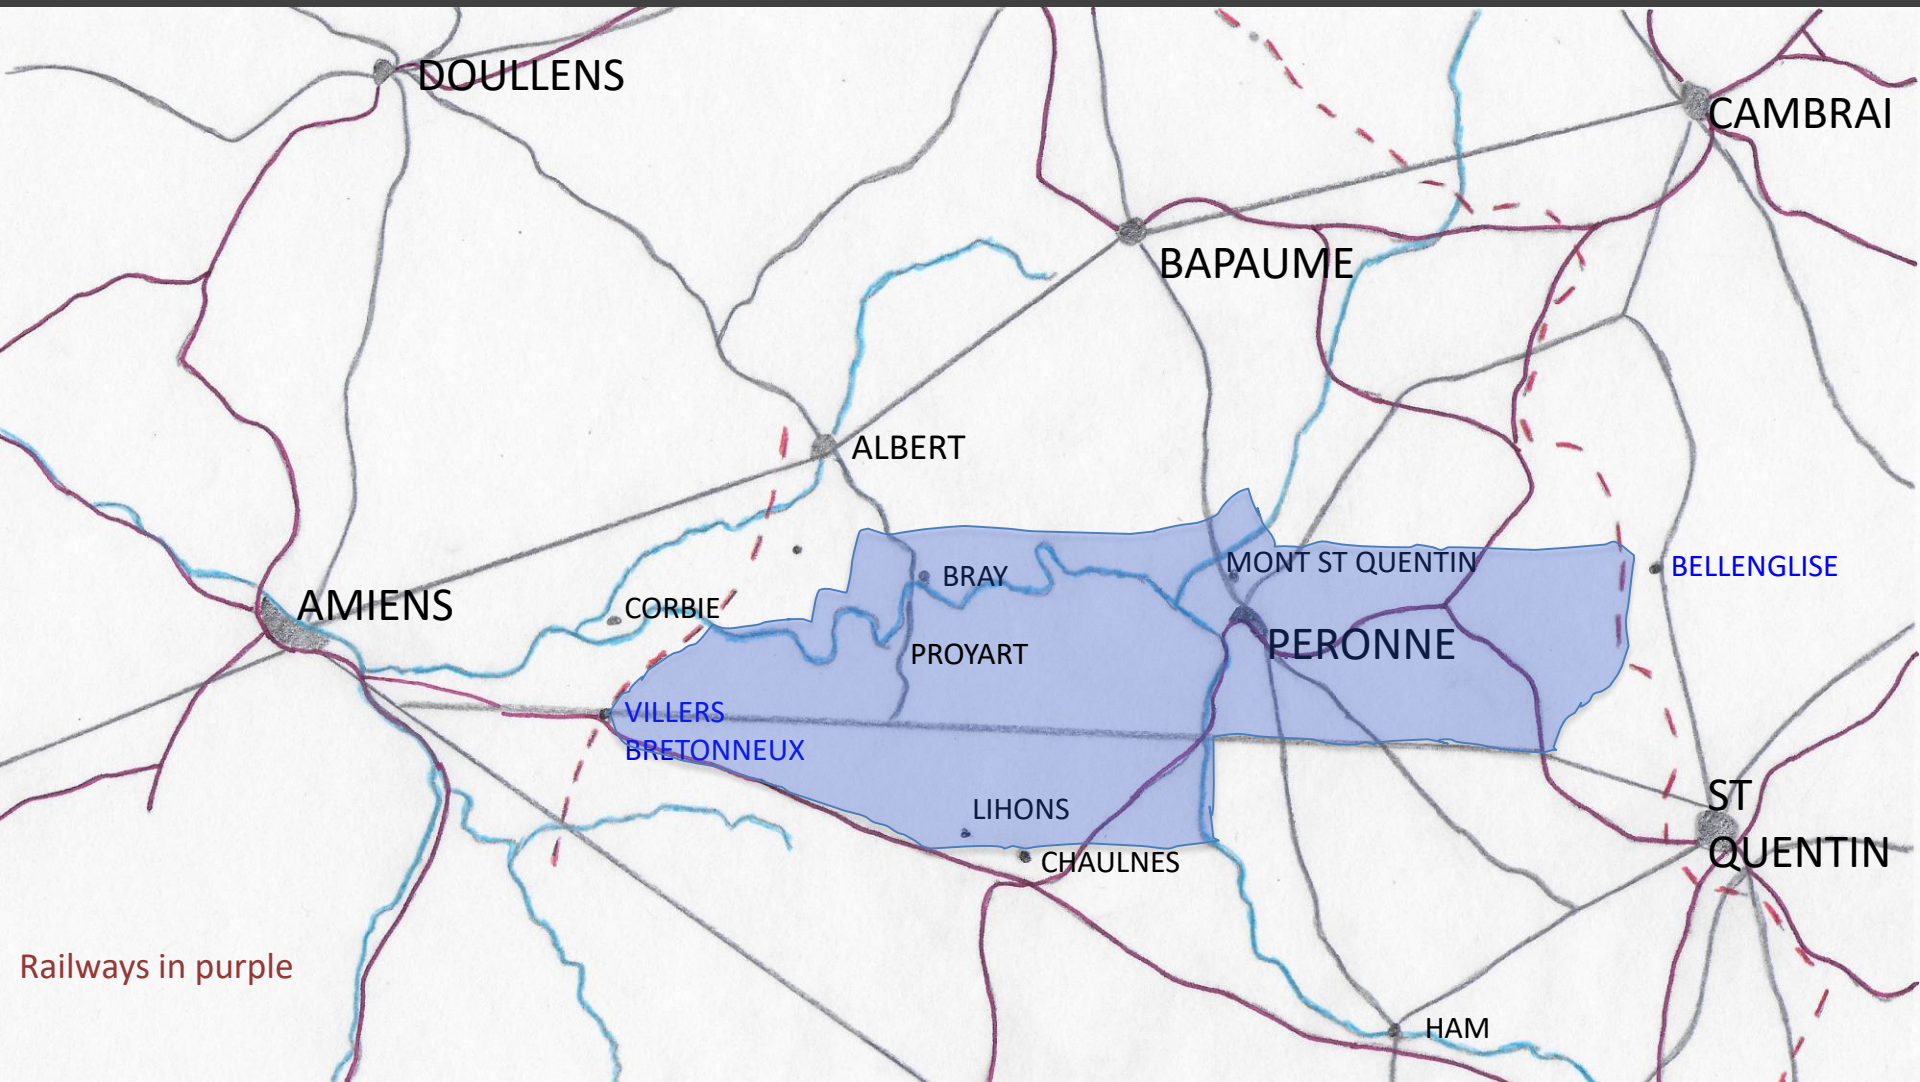 DOULLENS
CAMBRAI
BAPAUME
ALBERT
MONT ST QUENTIN
BELLENGLISE
BRAY
AMIENS
CORBIE
PERONNE
PROYART
VILLERS
BRETONNEUX
ST
QUENTIN
LIHONS
CHAULNES
Railways in purple
HAM